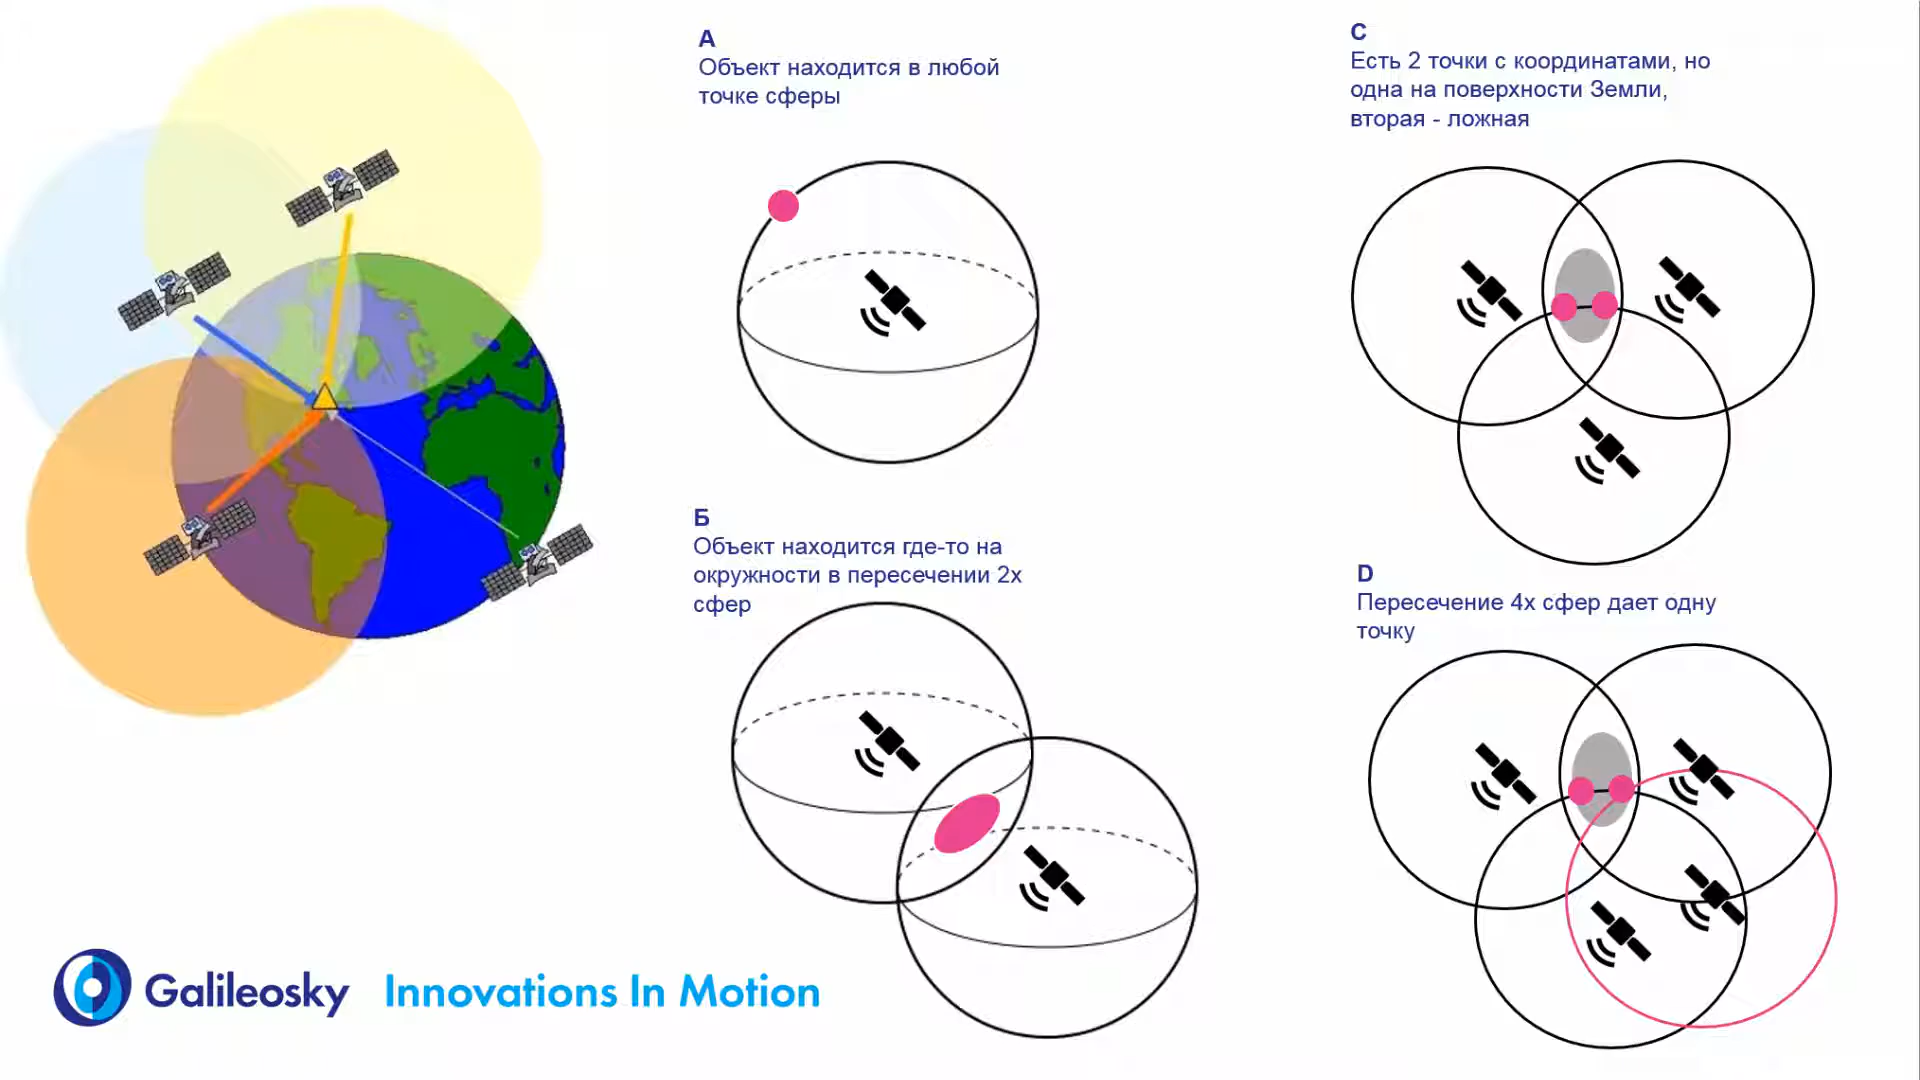 А
Объект находится в любой
точке сферы
Б
Объект находится где-то на
окружности в пересечении 2х
сфер
С
Есть 2 точки с координатами, но
одна на поверхности Земли,
вторая - ложная
D
Пересечение 4х сфер дает одну
точку
Galileosky Innovations In Motion